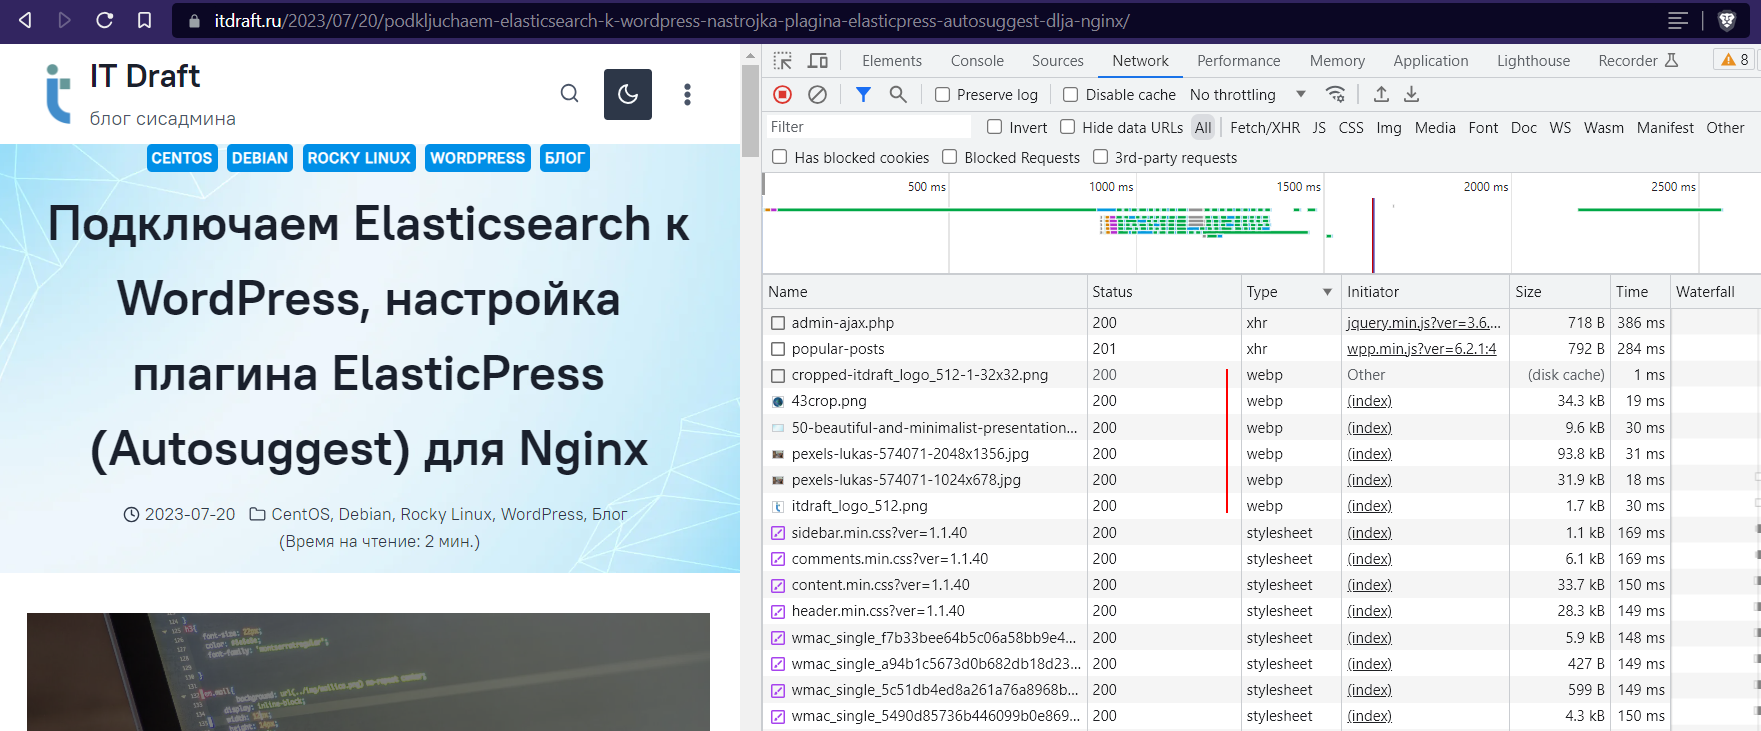 itdraft.ru/2023/07/20/podkljuchaem-elasticsearch-k-wordpress-nastrojka-plagina-elasticpress-autosuggest-dlja-nginx/
IT Draft
блог сисадмина
CENTOS DEBIAN ROCKY LINUX WORDPRESS БЛОГ
Подключаем Elasticsearch к
WordPress, настройка
плагина ElasticPress
(Autosuggest) для Nginx
2023-07-20 CentOS, Debian, Rocky Linux, WordPress, Блог
(Время на чтение: 2 мин.)
Elements Console Sources Network Performance Memory Application Lighthouse Recorder 8
Preserve log Disable cache No throttling
Filter Invert Hide data URLs All Fetch/XHR JS CSS Img Media Font Doc WS Wasm Manifest Other
Has blocked cookies Blocked Requests 3rd-party requests
500 ms 1000 ms 1500 ms 2000 ms 2500 ms
Name Status Type Initiator Size Time Waterfall
admin-ajax.php 200 xhr jquery.min.js?ver=3.6.... 718 B 386 ms
popular-posts 201 xhr wpp.min.js?ver=6.2.1:4 792 B 284 ms
cropped-itdraft_logo_512-1-32x32.png 200 webp Other (disk cache) 1 ms
43crop.png 200 webp (index) 34.3 kB 19 ms
50-beautiful-and-minimalist-presentation... 200 webp (index) 9.6 kB 30 ms
pexels-lukas-574071-2048x1356.jpg 200 webp (index) 93.8 kB 31 ms
pexels-lukas-574071-1024x678.jpg 200 webp (index) 31.9 kB 18 ms
itdraft_logo_512.png 200 webp (index) 1.7 kB 30 ms
sidebar.min.css?ver=1.1.40 200 stylesheet (index) 1.1 kB 169 ms
comments.min.css?ver=1.1.40 200 stylesheet (index) 6.1 kB 169 ms
content.min.css?ver=1.1.40 200 stylesheet (index) 33.7 kB 150 ms
header.min.css?ver=1.1.40 200 stylesheet (index) 28.3 kB 149 ms
wmac_single_f7b33bee64b5c06a58bb9e4... 200 stylesheet (index) 5.9 kB 148 ms
wmac_single_a94b1c5673d0b682db18d23... 200 stylesheet (index) 427 B 149 ms
wmac_single_5c51db4ed8a261a76a8968b... 200 stylesheet (index) 599 B 149 ms
wmac_single_5490d85736b446099b0e869... 200 stylesheet (index) 4.3 kB 150 ms